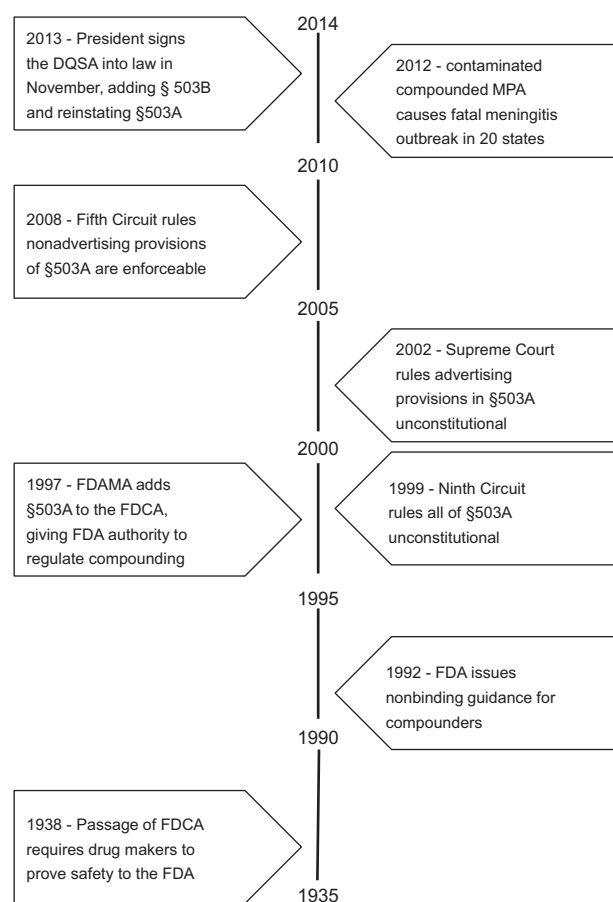 2014
2013 - President signs
the DQSA into law in
November, adding § 503B
and reinstating §503A
2012 - contaminated
compounded MPA
causes fatal meningitis
outbreak in 20 states
2010
2008 - Fifth Circuit rules
nonadvertising provisions
of §503A are enforceable
2005
2002 - Supreme Court
rules advertising
provisions in §503A
unconstitutional
2000
1997 - FDAMA adds
§503A to the FDCA,
giving FDA authority to
regulate compounding
1999 - Ninth Circuit
rules all of §503A
unconstitutional
1995
1992 - FDA issues
nonbinding guidance for
compounders
1990
1938 - Passage of FDCA
requires drug makers to
prove safety to the FDA
1935